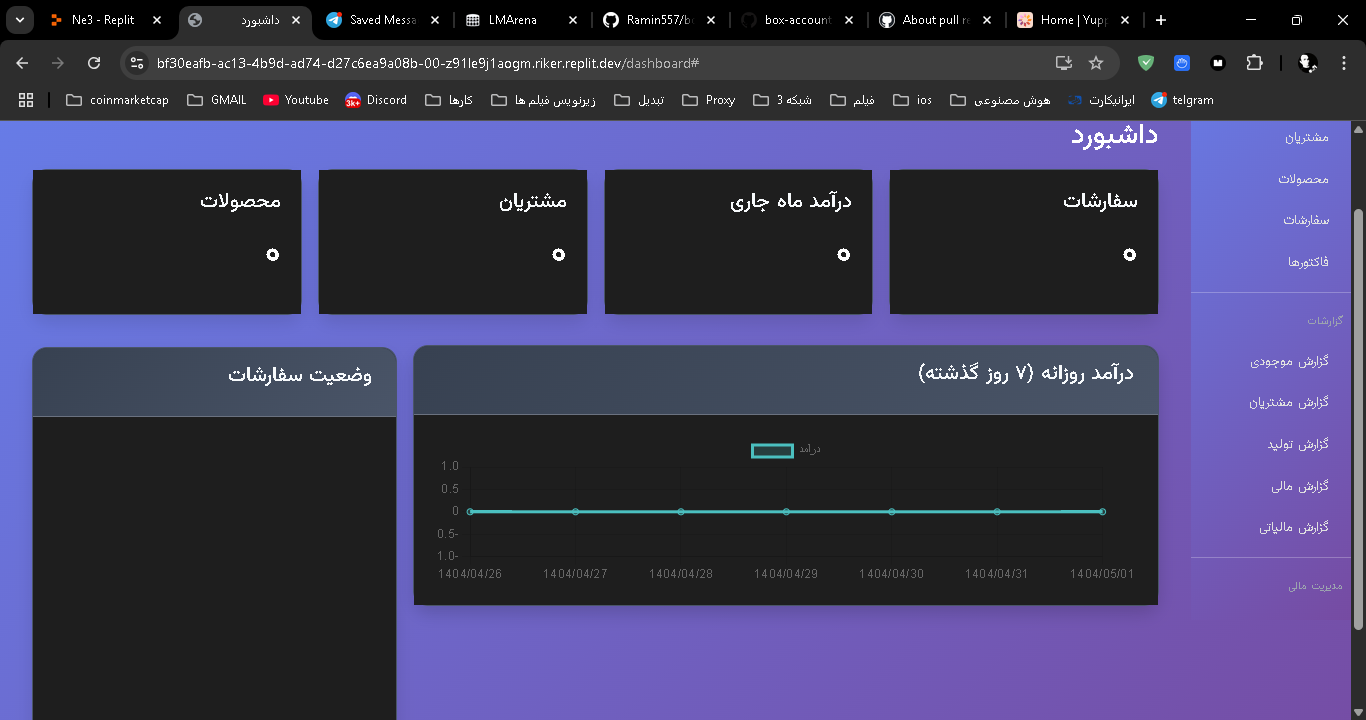 Ne3 - Replit
داشبورد
Saved Messa
LMArena
Ramin557/b
box-account
About pull re
Home | Yupp
bf30eafb-ac13-4b9d-ad74-d27c6ea9a08b-00-z91le9j1aogm.riker.replit.dev/dashboard#
coinmarketcap
GMAIL
Youtube
3k+
Discord
کارها
زیرنویس فیلم ها
تبدیل
Proxy
شبکه 3
فیلم
ios
هوش مصنوعی
ایرانیکارت
telgram
داشبورد
سفارشات
درآمد ماه جاری
مشتریان
محصولات
۰
۰
۰
۰
درآمد روزانه (۷ روز گذشته)
درآمد
1.0
0.5
0
0.5-
1.0-
1404/04/26
1404/04/27
1404/04/28
1404/04/29
1404/04/30
1404/04/31
1404/05/01
وضعیت سفارشات
مشتریان
محصولات
سفارشات
فاکتورها
گزارشات
گزارش موجودی
گزارش مشتریان
گزارش تولید
گزارش مالی
گزارش مالیاتی
مدیریت مالی